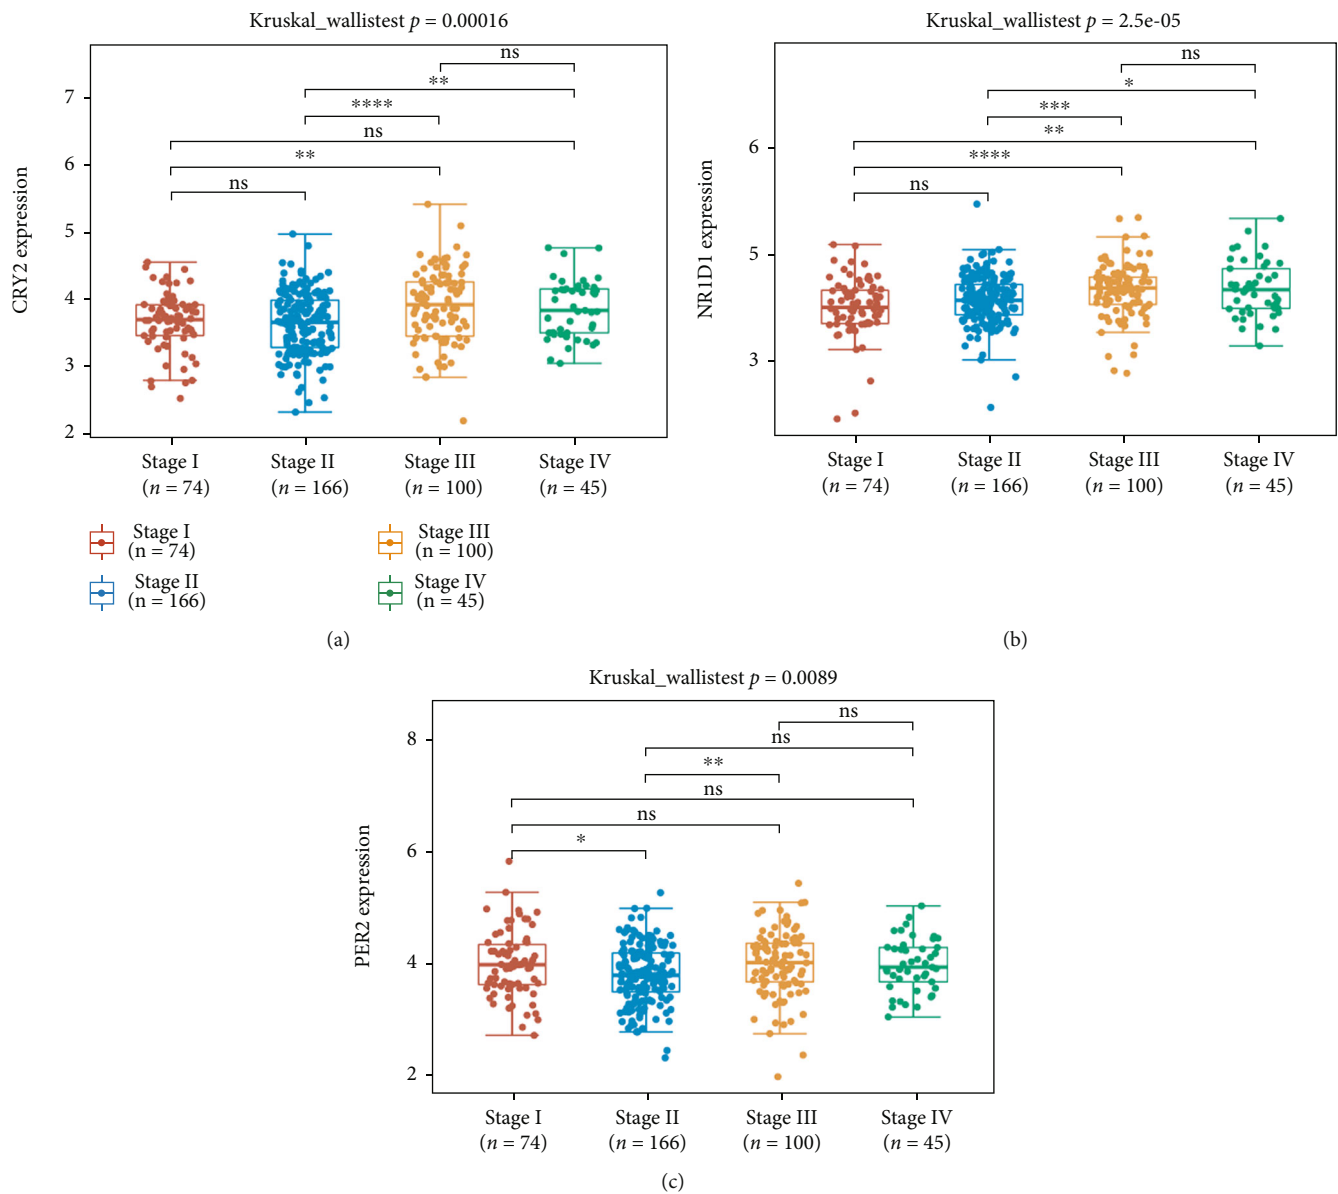 Kruskal_wallistest p = 0.00016
ns
**
****
ns
**
ns
7
6
5
4
3
2
CRY2 expression
Stage I
(n = 74)
Stage II
(n = 166)
Stage III
(n = 100)
Stage IV
(n = 45)
Stage I
(n = 74)
Stage II
(n = 166)
Stage III
(n = 100)
Stage IV
(n = 45)
(a)
Kruskal_wallistest p = 2.5e-05
ns
*
***
**
****
ns
6
5
3
NR1D1 expression
Stage I
(n = 74)
Stage II
(n = 166)
Stage III
(n = 100)
Stage IV
(n = 45)
(b)
Kruskal_wallistest p = 0.0089
ns
ns
**
ns
ns
*
8
6
4
2
PER2 expression
Stage I
(n = 74)
Stage II
(n = 166)
Stage III
(n = 100)
Stage IV
(n = 45)
(c)